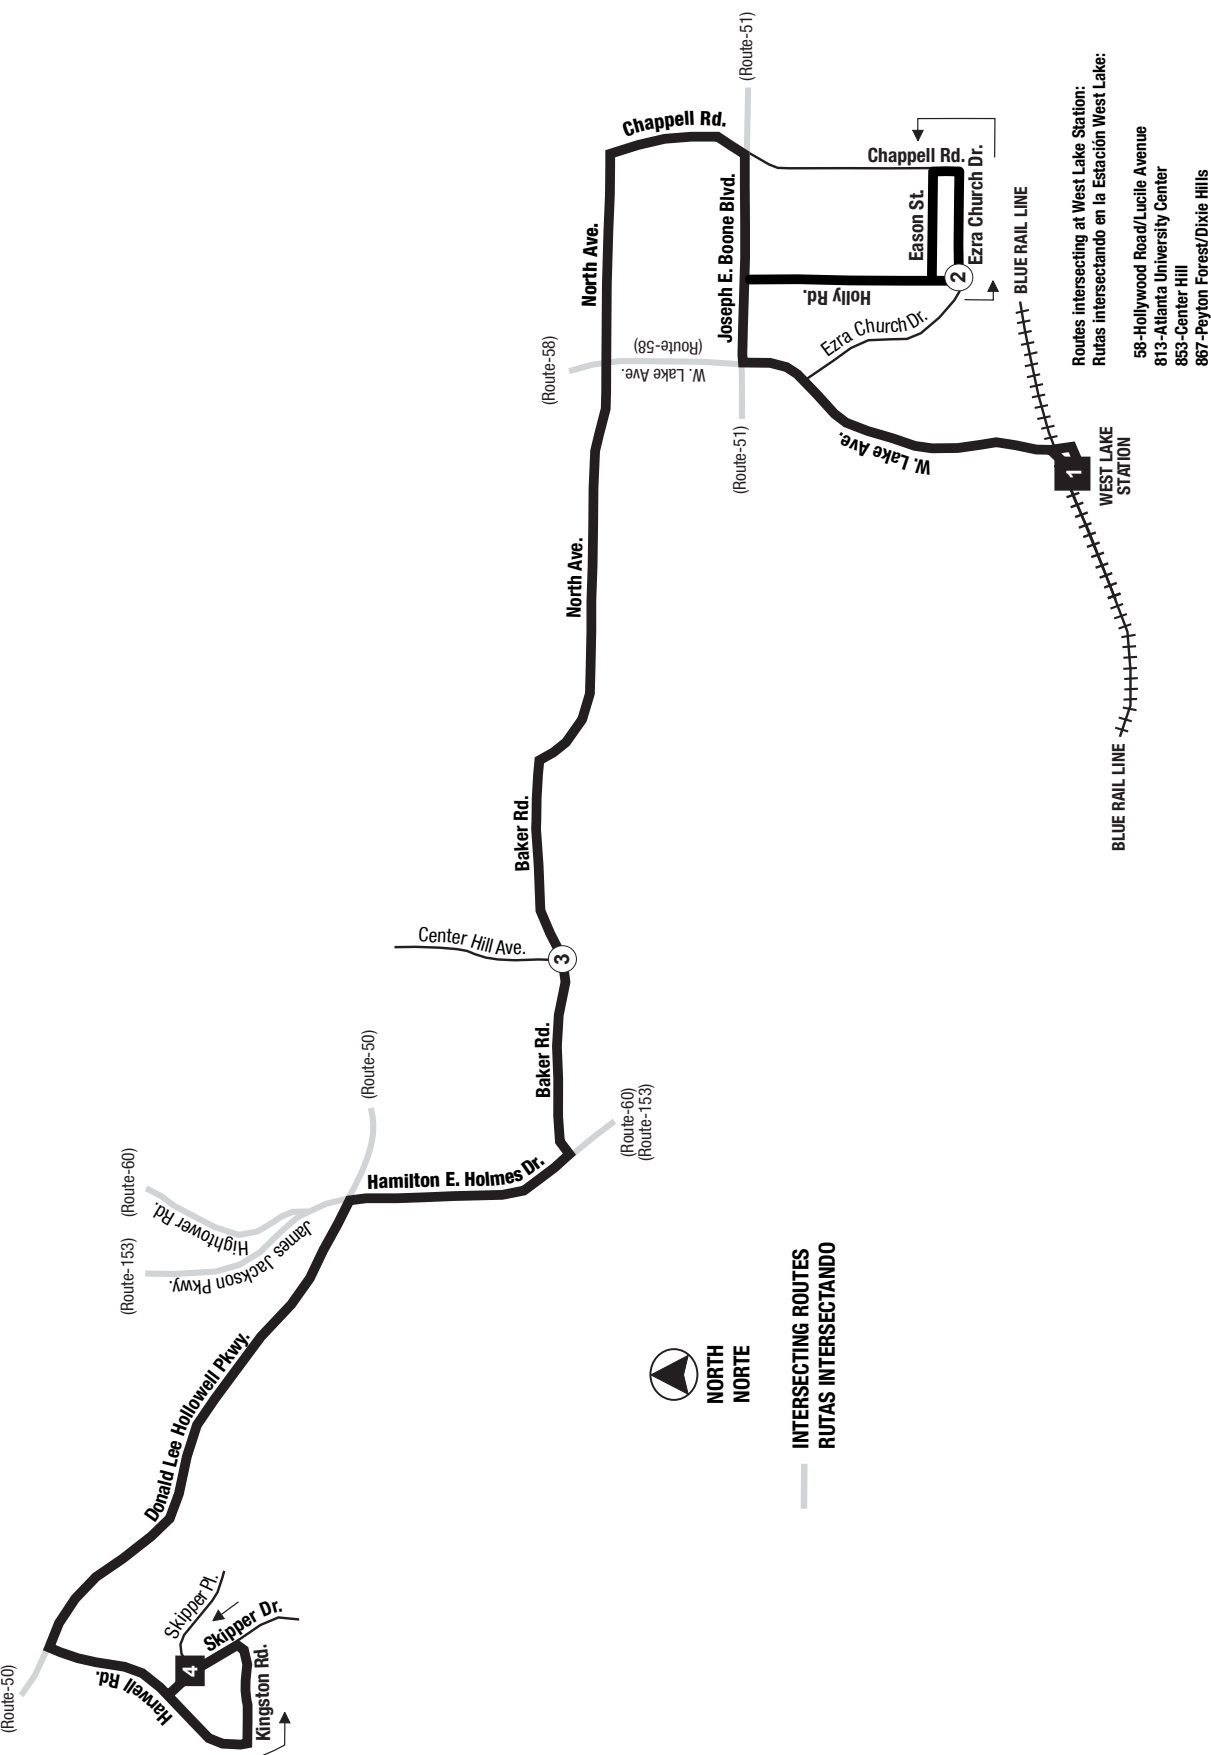 (Route-50)
Harwell Rd.
Kingston Rd.
4
Skipper Dr.
Skipper Pl.
Donald Lee Hollowell Pkwy.
(Route-153)
James Jackson Pkwy.
(Route-60)
Hightower Rd.
(Route-50)
Hamilton E. Holmes Dr.
(Route-60)
(Route-153)
Baker Rd.
3
Center Hill Ave.
Baker Rd.
North Ave.
North Ave.
(Route-58)
W. Lake Ave.
(Route-58)
Chappell Rd.
(Route-51)
(Route-51)
Joseph E. Boone Blvd.
Holly Rd.
Eason St.
Chappell Rd.
Ezra Church Dr.
2
Ezra Church Dr.
W. Lake Ave.
1
WEST LAKE
STATION
BLUE RAIL LINE
BLUE RAIL LINE
NORTH
NORTE
INTERSECTING ROUTES
RUTAS INTERSECTANDO
Routes intersecting at West Lake Station:
Rutas intersectando en la Estación West Lake:
58-Hollywood Road/Lucile Avenue
813-Atlanta University Center
853-Center Hill
867-Peyton Forest/Dixie Hills